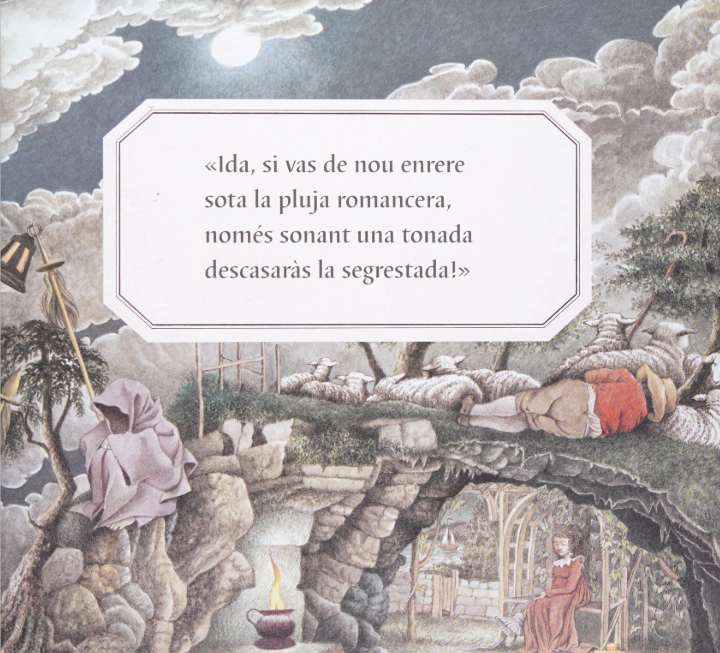 «Ida, si vas de nou enrere
sota la pluja romancera,
només sonant una tonada
descasaràs la segrestada!»